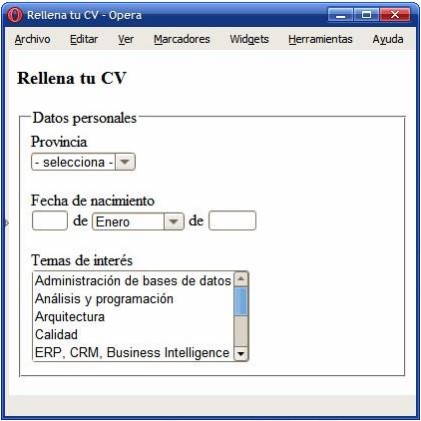 Rellena tu CV - Opera
Archivo Editar Ver Marcadores Widgets Herramientas Ayuda
Rellena tu CV
Datos personales
Provincia
- selecciona -
Fecha de nacimiento
de Enero de
Temas de interés
Administración de bases de datos
Análisis y programación
Arquitectura
Calidad
ERP, CRM, Business Intelligence